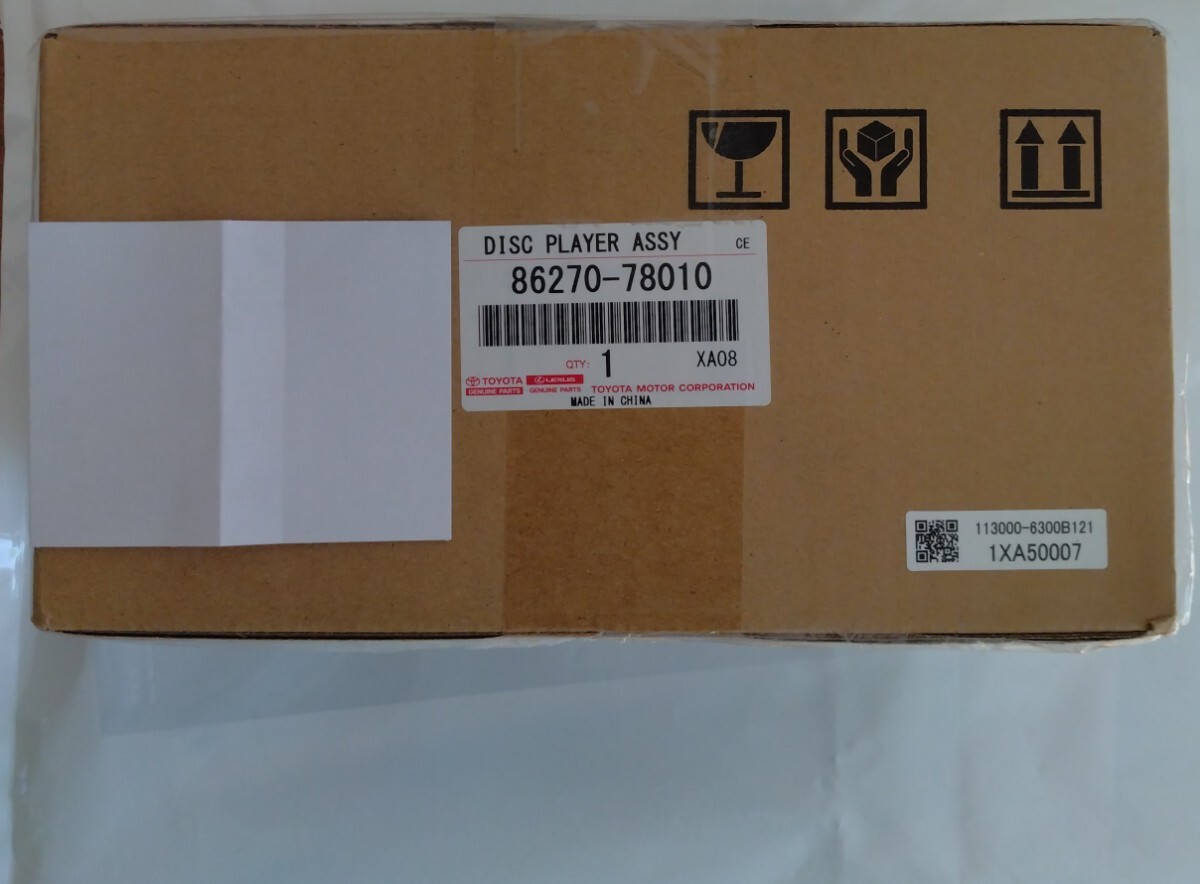 DISC PLAYER ASSY CE
86270-78010
QTY: 1 XA08
TOYOTA LEXUS
GENUINE PARTS GENUINE PARTS TOYOTA MOTOR CORPORATION
MADE IN CHINA
113000-6300B121
1XA50007